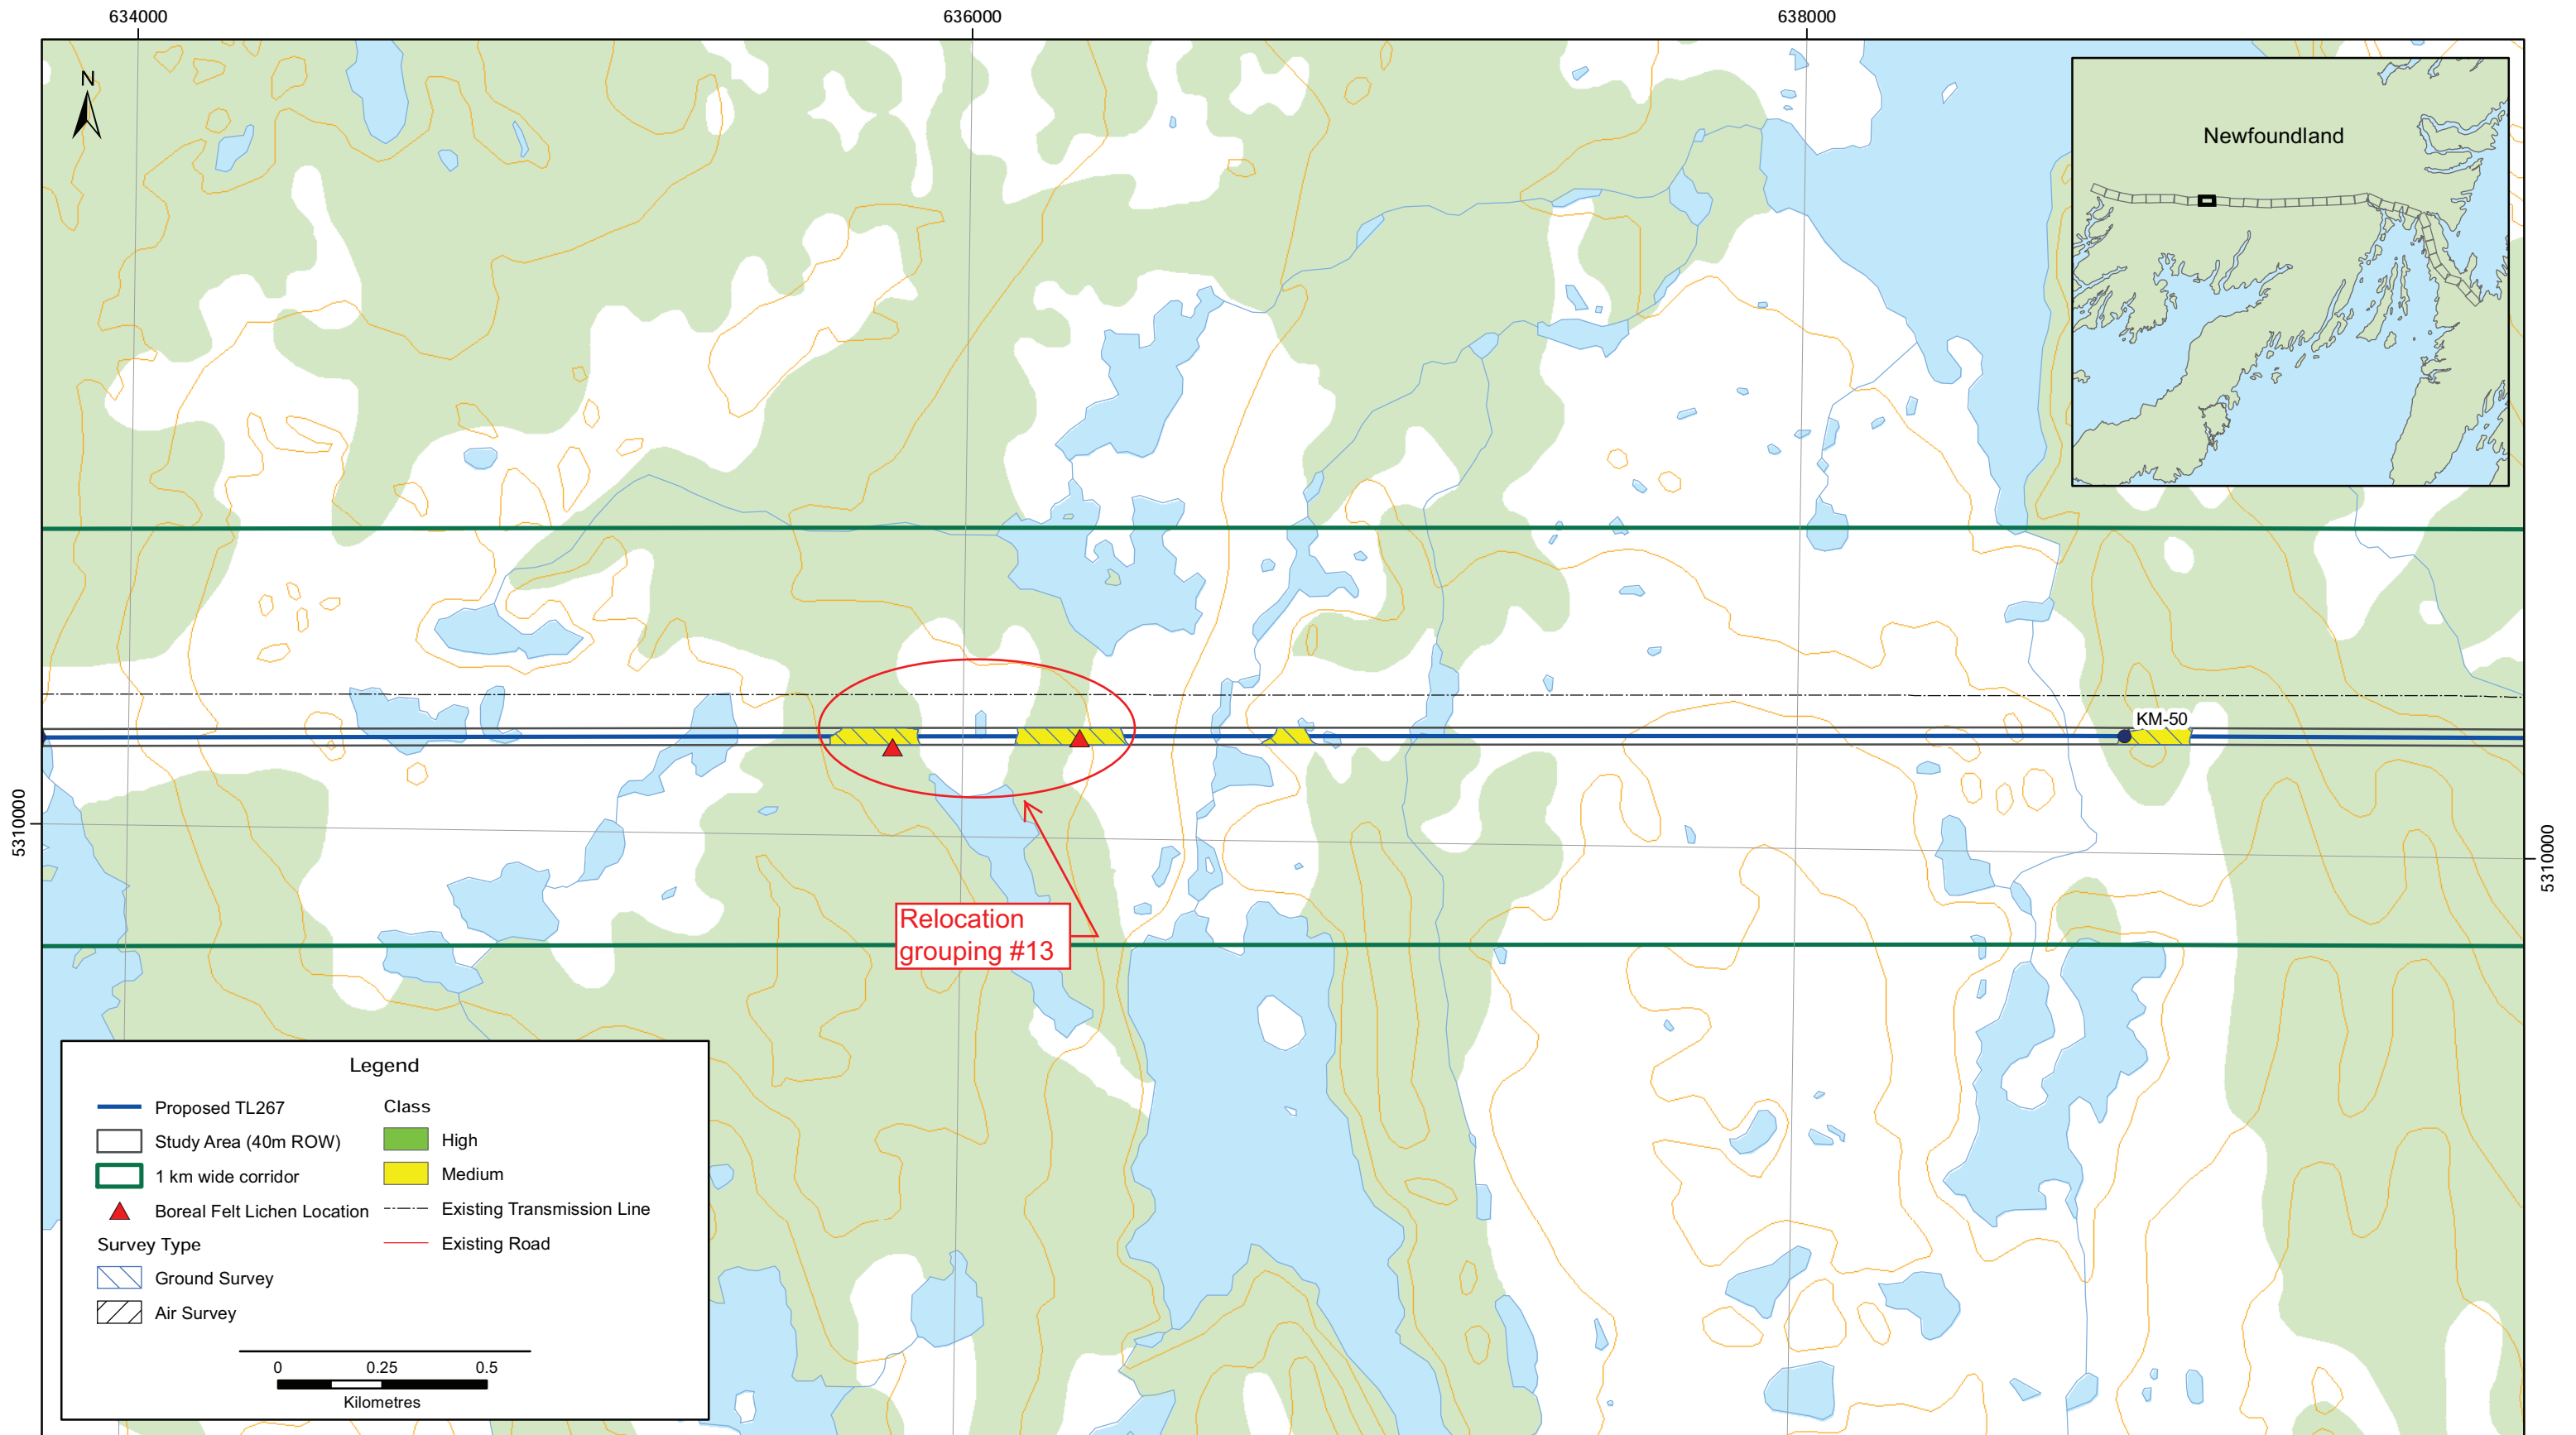 634000
636000
638000
N
Newfoundland
KM-50
5310000
5310000
Relocation
grouping #13
Legend
Proposed TL267
Study Area (40m ROW)
1 km wide corridor
Boreal Felt Lichen Location
Survey Type
Ground Survey
Air Survey
Class
High
Medium
Existing Transmission Line
Existing Road
0 0.25 0.5
Kilometres